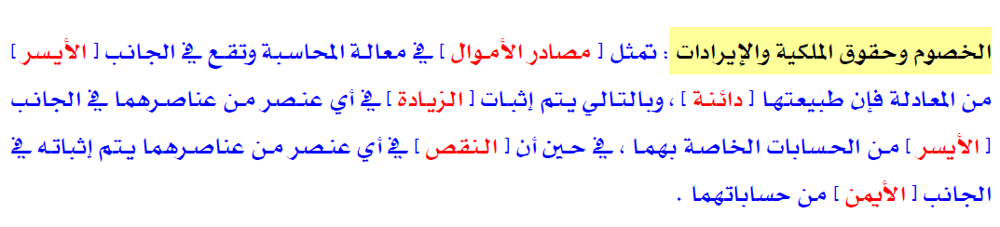 الخصوم وحقوق الملكية والإيرادات : تمثل [ مصادر الأموال ] في معالة المحاسبة وتقع في الجانب [ الأيسر ]
من المعادلة فإن طبيعتها [ دائنة ] ، وبالتالي يتم إثبات [ الزيادة ] في أي عنصر من عناصرهما في الجانب
[ الأيسر ] من الحسابات الخاصة بهما ، في حين أن [ النقص ] في أي عنصر من عناصرهما يتم إثباته في
الجانب [ الأيمن ] من حساباتهما .